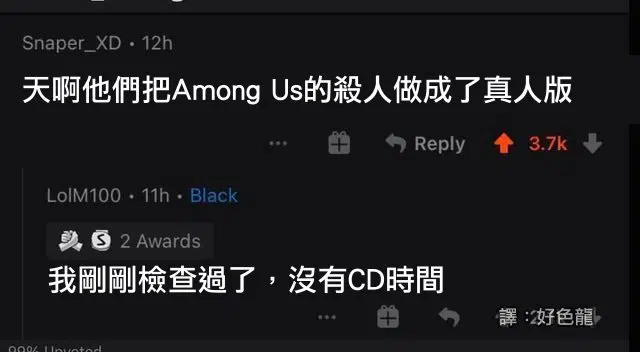 Snaper_XD • 12h
天啊他們把Among Us的殺人做成了真人版
Reply 3.7k
LolM100 • 11h • Black
2 Awards
我剛剛檢查過了，沒有CD時間
譯：好色龍
99% Upvoted